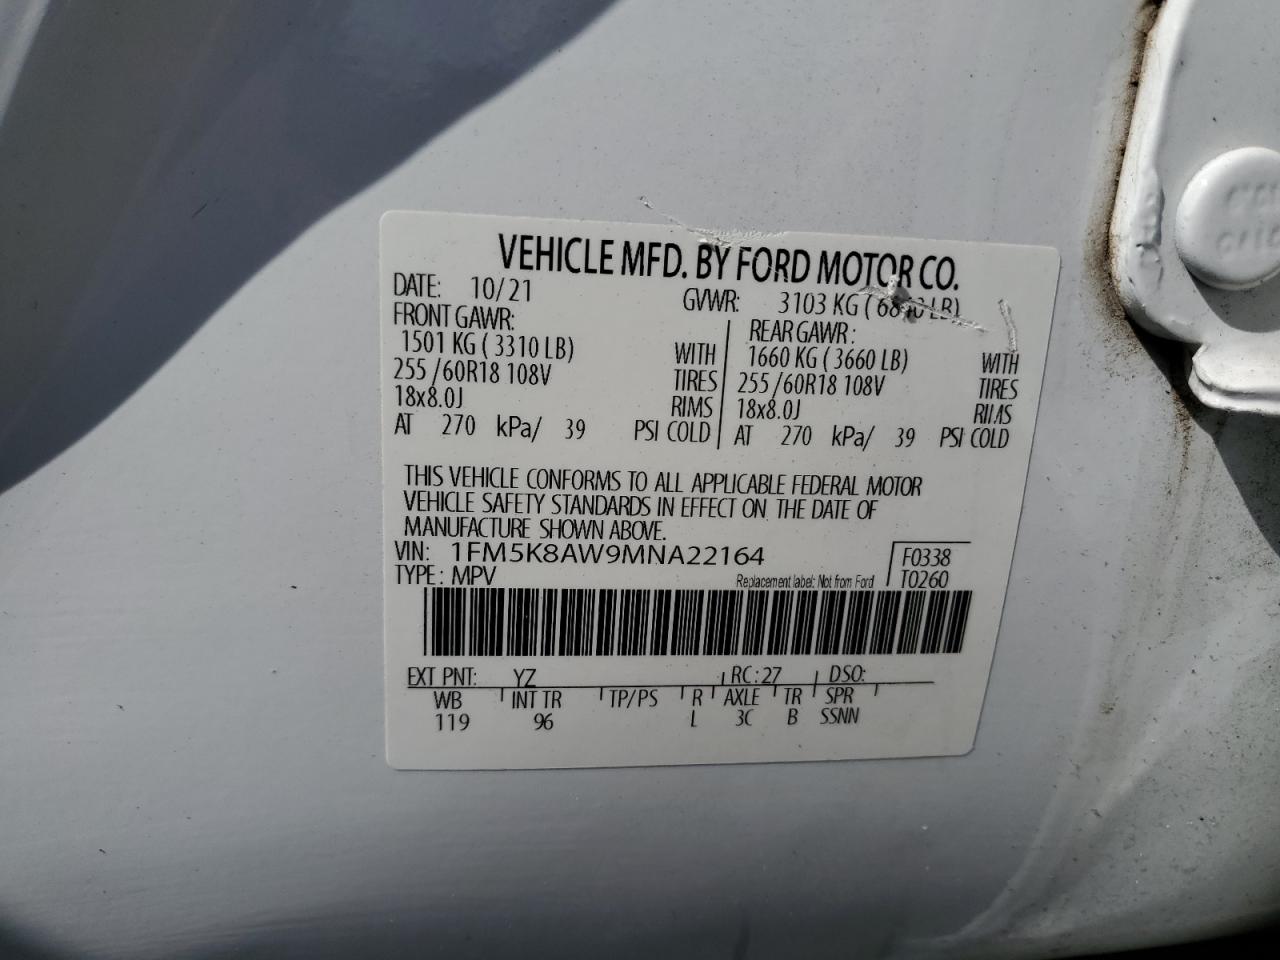 VEHICLE MFD. BY FORD MOTOR CO.
DATE: 10/21 GVWR: 3103 KG (6840 LB)
FRONT GAWR: REAR GAWR:
1501 KG (3310 LB) WITH 1660 KG (3660 LB) WITH
255/60R18 108V TIRES 255/60R18 108V TIRES
18x8.0J RIMS 18x8.0J RIMS
AT 270 kPa/ 39 PSI COLD AT 270 kPa/ 39 PSI COLD
THIS VEHICLE CONFORMS TO ALL APPLICABLE FEDERAL MOTOR
VEHICLE SAFETY STANDARDS IN EFFECT ON THE DATE OF
MANUFACTURE SHOWN ABOVE.
VIN: 1FM5K8AW9MNA22164 F0338
TYPE: MPV Replacement label: Not from Ford T0260
EXT PNT: YZ RC: 27 DSO:
WB INT TR TP/PS R AXLE TR SPR
119 96 L 3C B SSNN